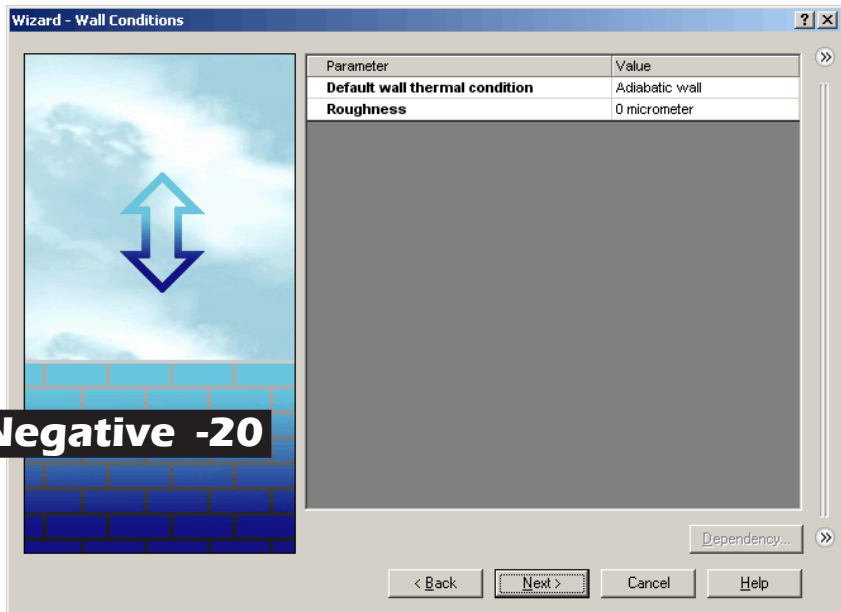 Wizard - Wall Conditions
Parameter Value
Default wall thermal condition Adiabatic wall
Roughness 0 micrometer
Negative -20
Dependency...
< Back Next > Cancel Help